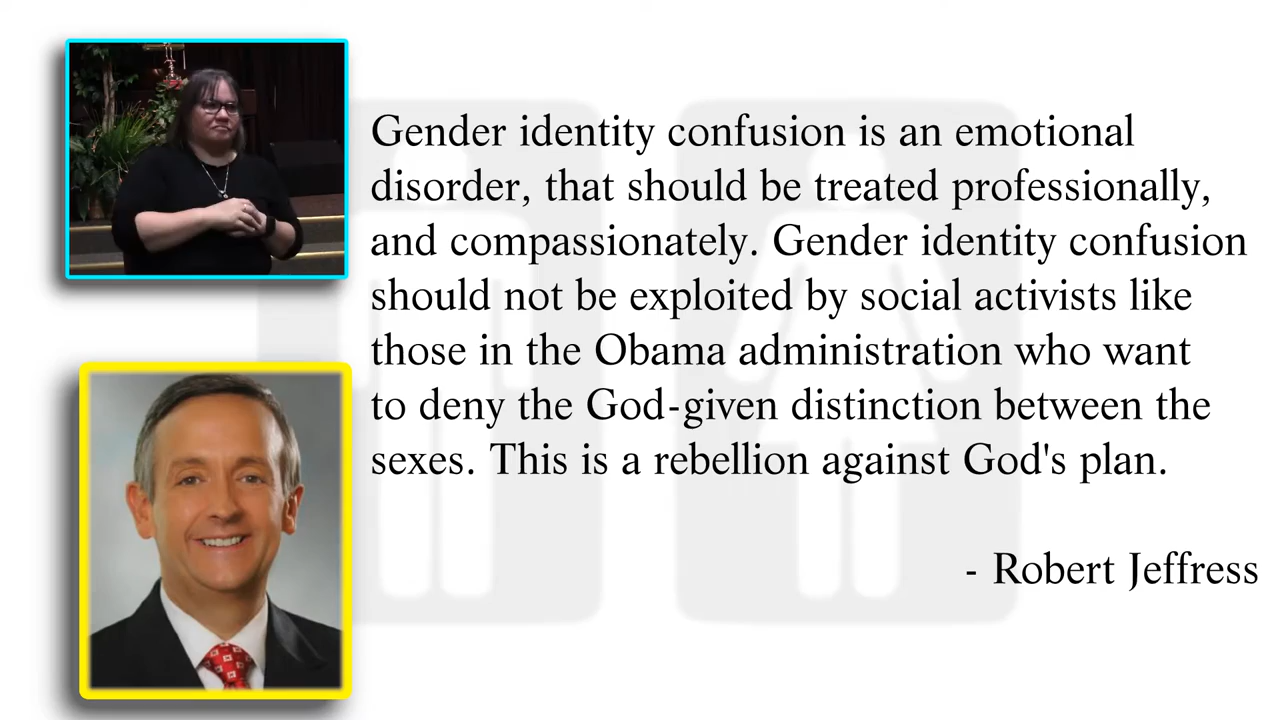 Gender identity confusion is an emotional
disorder, that should be treated professionally,
and compassionately. Gender identity confusion
should not be exploited by social activists like
those in the Obama administration who want
to deny the God-given distinction between the
sexes. This is a rebellion against God's plan.
- Robert Jeffress